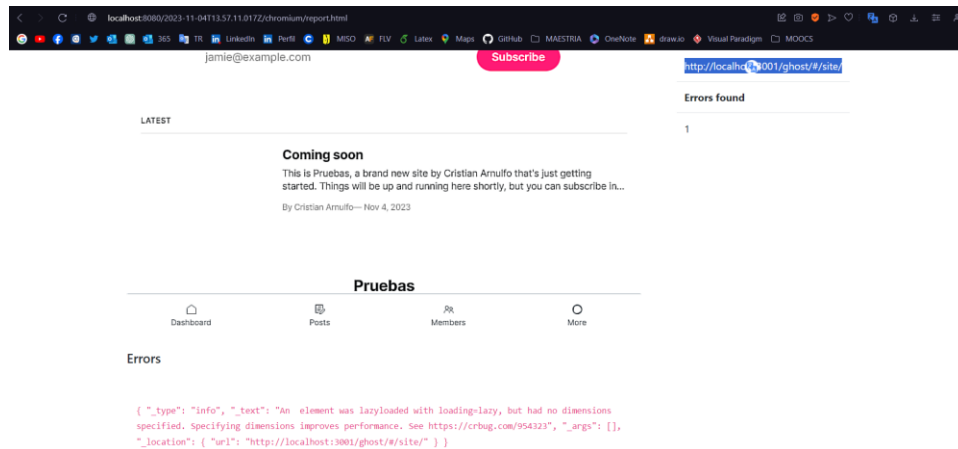 localhost:8080/2023-11-04T13.57.11.017Z/chromium/report.html
365 TR LinkedIn Perfil MISO FLV Latex Maps GitHub MAESTRIA OneNote draw.io Visual Paradigm MOOCS
jamie@example.com Subscribe
http://localho 3001/ghost/#/site/
Errors found
1
LATEST
Coming soon
This is Pruebas, a brand new site by Cristian Arnulfo that's just getting
started. Things will be up and running here shortly, but you can subscribe in...
By Cristian Arnulfo— Nov 4, 2023
Pruebas
Dashboard Posts Members More
Errors
{ "_type": "info", "_text": "An  element was lazyloaded with loading=lazy, but had no dimensions
specified. Specifying dimensions improves performance. See https://crbug.com/954323", "_args": [],
"_location": { "url": "http://localhost:3001/ghost/#/site/" } }